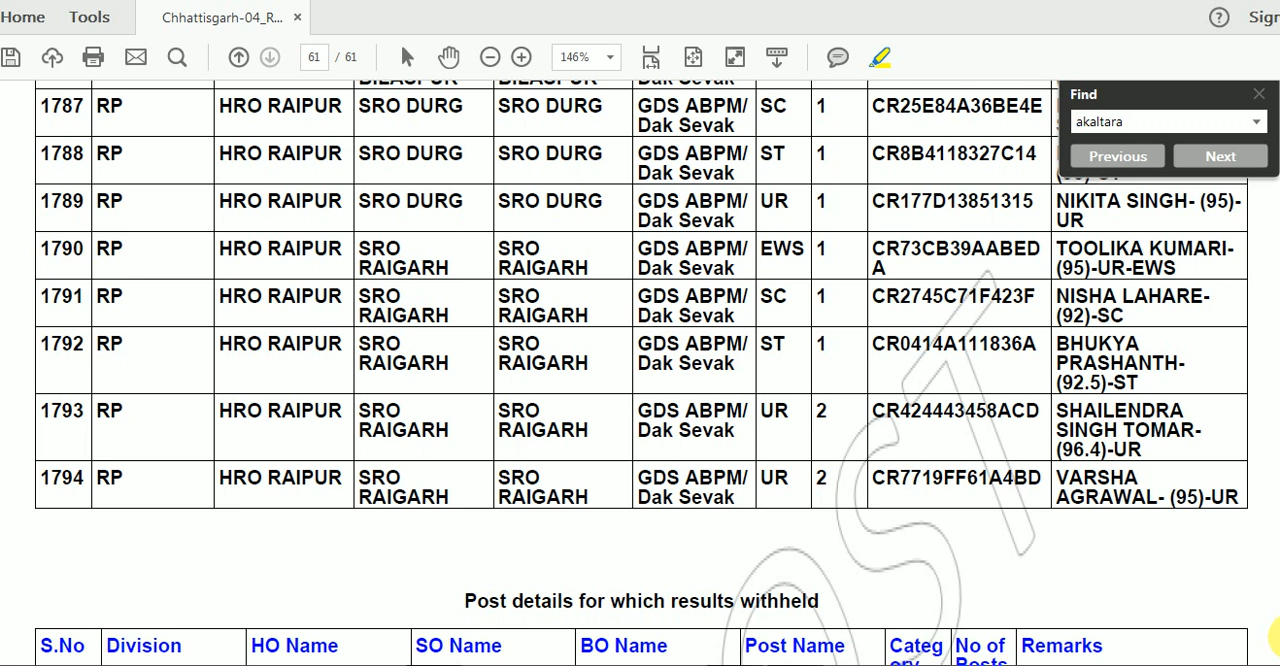 Home Tools Chhattisgarh-04_R... × ? Sign
61 / 61 146%
BILASPUR BILASPUR Dak Sevak
1787 RP HRO RAIPUR SRO DURG SRO DURG GDS ABPM/ SC 1 CR25E84A36BE4E
Dak Sevak
1788 RP HRO RAIPUR SRO DURG SRO DURG GDS ABPM/ ST 1 CR8B4118327C14
Dak Sevak
1789 RP HRO RAIPUR SRO DURG SRO DURG GDS ABPM/ UR 1 CR177D13851315 NIKITA SINGH- (95)-
Dak Sevak UR
1790 RP HRO RAIPUR SRO SRO GDS ABPM/ EWS 1 CR73CB39AABED TOOLIKA KUMARI-
RAIGARH RAIGARH Dak Sevak A (95)-UR-EWS
1791 RP HRO RAIPUR SRO SRO GDS ABPM/ SC 1 CR2745C71F423F NISHA LAHARE-
RAIGARH RAIGARH Dak Sevak (92)-SC
1792 RP HRO RAIPUR SRO SRO GDS ABPM/ ST 1 CR0414A111836A BHUKYA
RAIGARH RAIGARH Dak Sevak PRASHANTH-
(92.5)-ST
1793 RP HRO RAIPUR SRO SRO GDS ABPM/ UR 2 CR424443458ACD SHAILENDRA
RAIGARH RAIGARH Dak Sevak SINGH TOMAR-
(96.4)-UR
1794 RP HRO RAIPUR SRO SRO GDS ABPM/ UR 2 CR7719FF61A4BD VARSHA
RAIGARH RAIGARH Dak Sevak AGRAWAL- (95)-UR
Find
akaltara
Previous Next
Post details for which results withheld
S.No Division HO Name SO Name BO Name Post Name Categ No of Remarks
ory Posts
OST